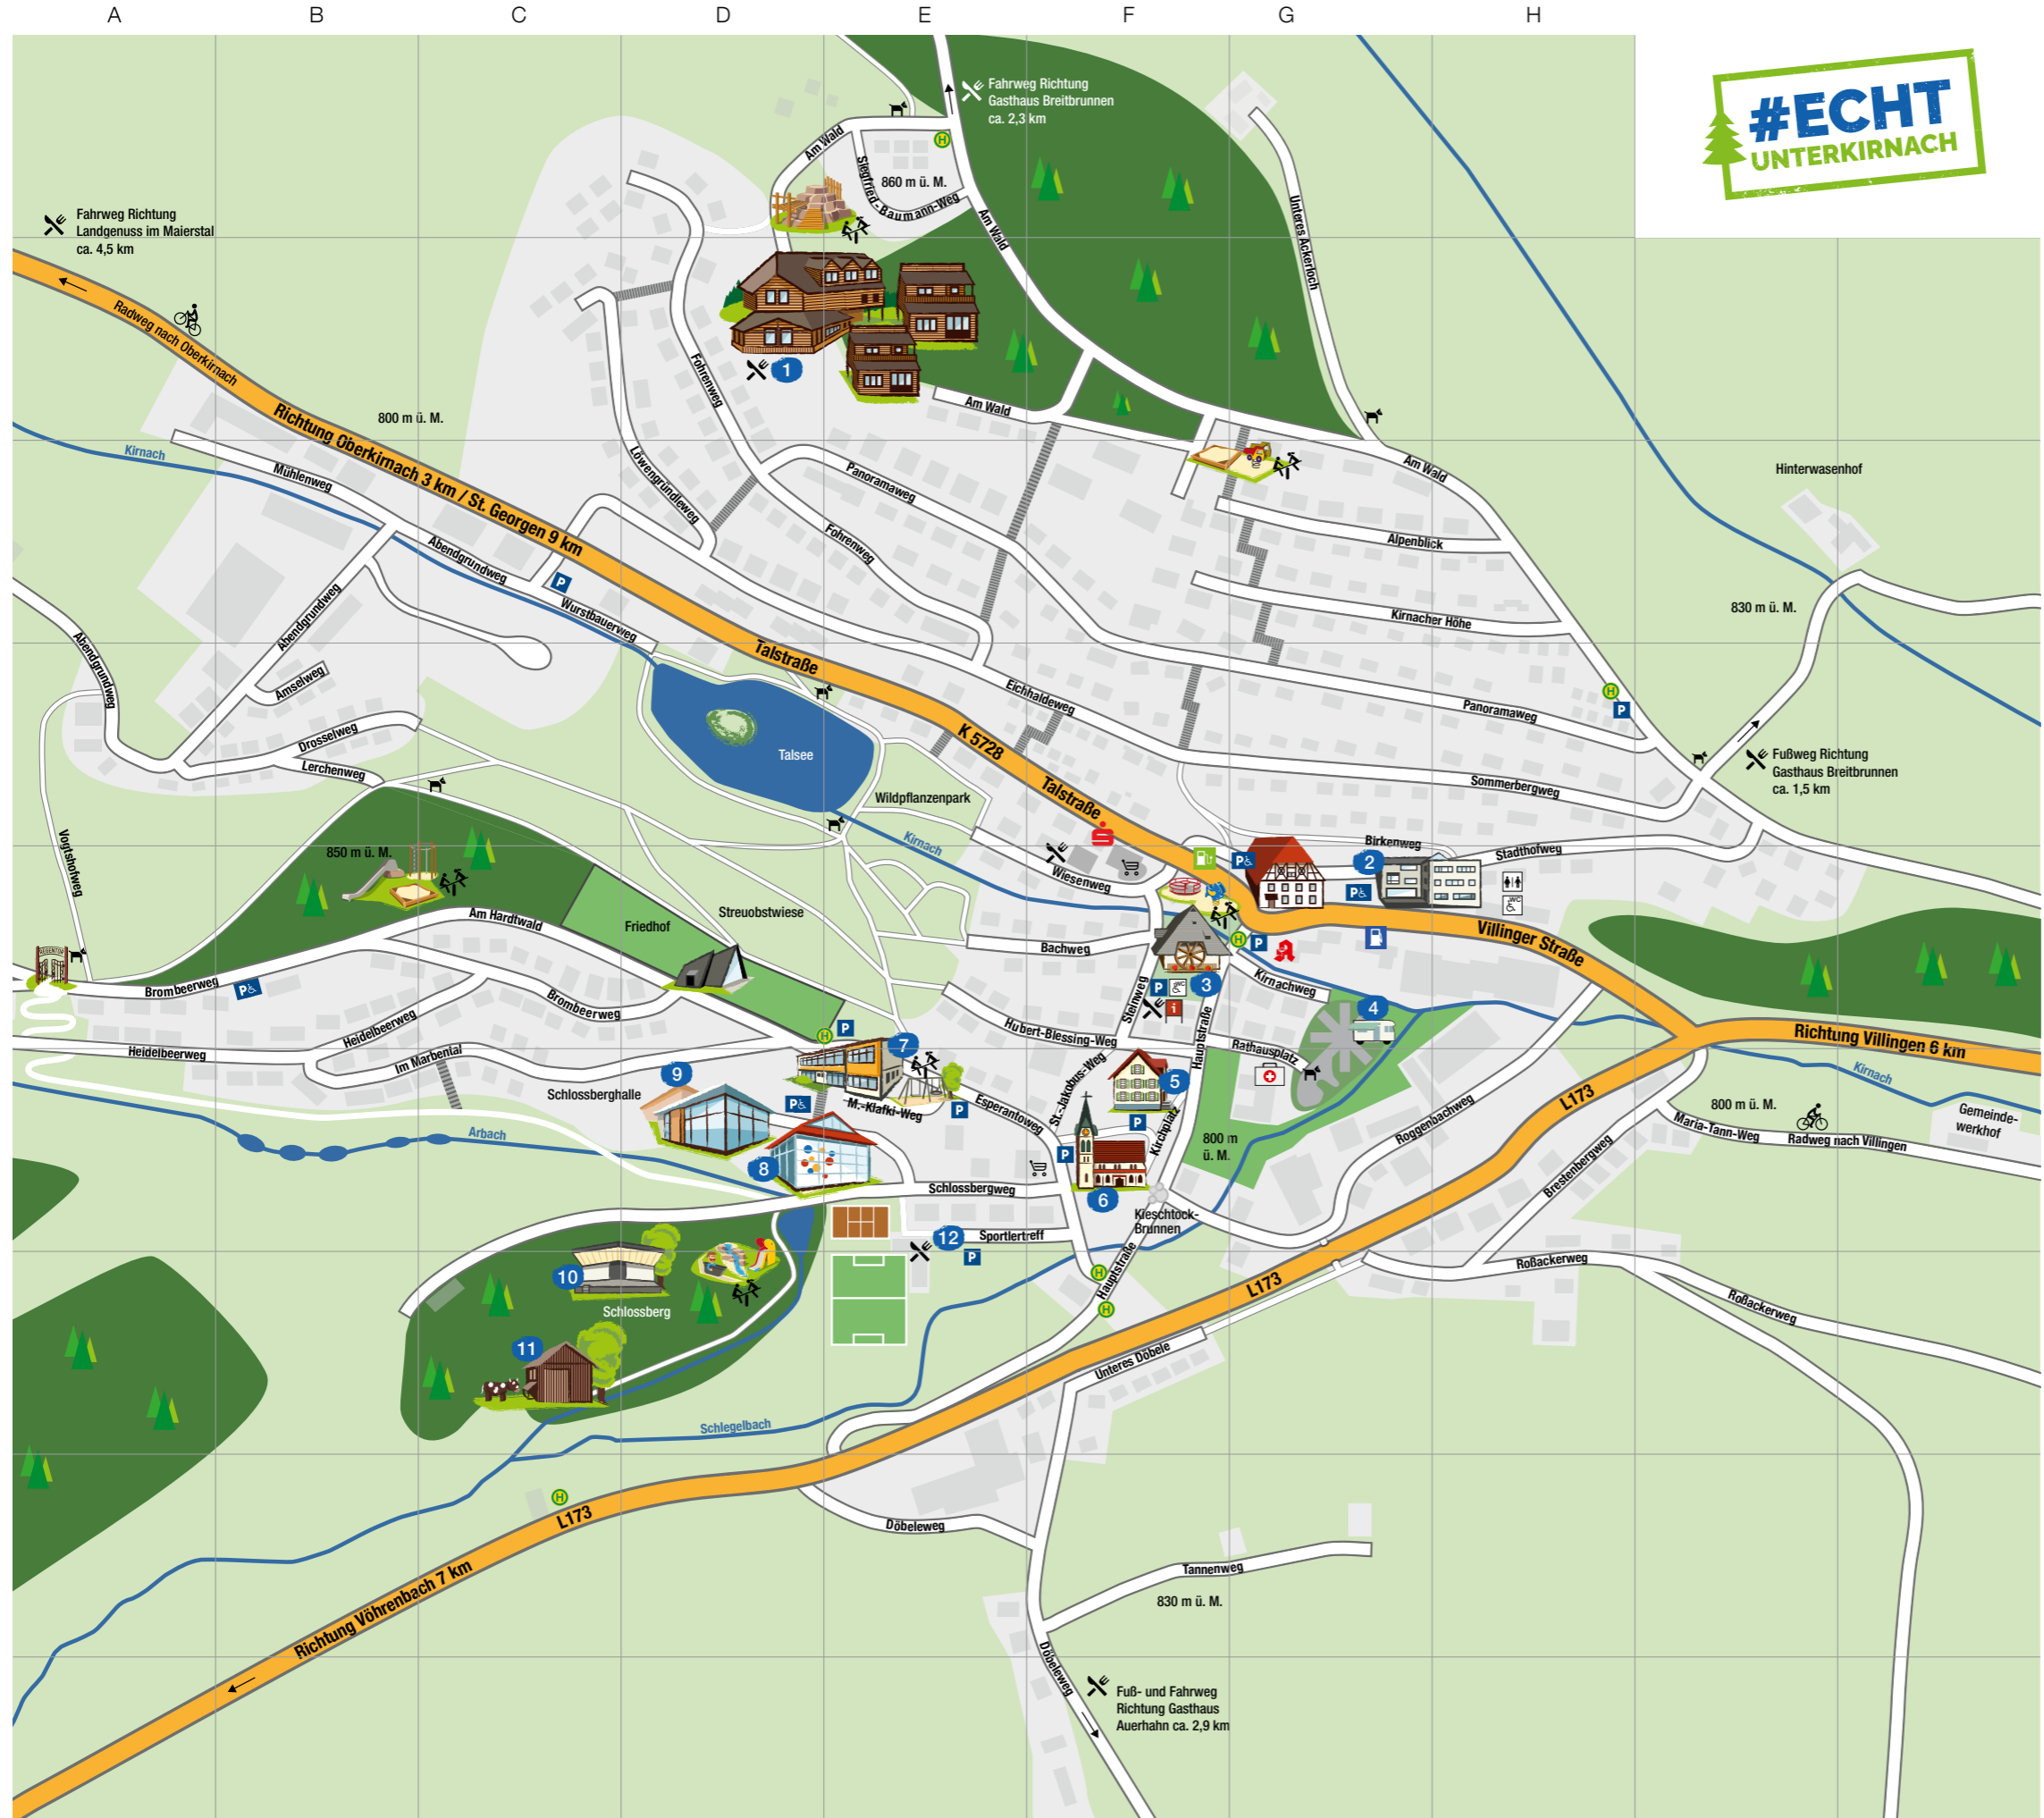 A B C D E F G H
#ECHT
UNTERKIRNACH
Fahrweg Richtung
Gasthaus Breitbrunnen
ca. 2,3 km
H
Am Wald
Siegfried-Baumann-Weg
860 m ü. M.
Am Wald
Unteres Ackerloch
Fahrweg Richtung
Landgenuss im Maierstal
ca. 4,5 km
Radweg nach Oberkirnach
1
Fohrenweg
Am Wald
800 m ü. M.
Richtung Oberkirnach 3 km / St. Georgen 9 km
Kirnach
Mühlenweg
Löwengründleweg
Panoramaweg
Am Wald
Hinterwasenhof
Fohrenweg
Alpenblick
Abendgrundweg
P
Wurstbauerweg
Abendgrundweg
Kirnacher Höhe
830 m ü. M.
Abendgrundweg
Talstraße
Amselweg
Eichhaldeweg
H
P
Panoramaweg
Drosselweg
Talsee
K 5728
Lerchenweg
Fußweg Richtung
Gasthaus Breitbrunnen
ca. 1,5 km
Sommerbergweg
Wildpflanzenpark
Talstraße
Kirnach
Birkenweg
Stadthofweg
Vogtshofweg
850 m ü. M.
P
2
Wiesenweg
P
WC
Am Hardtwald
Friedhof
Streuobstwiese
Villinger Straße
Bachweg
H
P
Kirnachweg
Brombeerweg
P
Brombeerweg
Steinweg
P
WC
3
i
4
Heidelbeerweg
Hubert-Blessing-Weg
Hauptstraße
Rathausplatz
Richtung Villingen 6 km
H
P
7
Heidelbeerweg
Im Marbental
Schlossberghalle
9
P
M.-Klafki-Weg
P
Esperantoweg
St.-Jakobus-Weg
5
P
Kirchplatz
L173
Kirnach
800 m ü. M.
Gemeinde-
werkhof
Maria-Tann-Weg
Radweg nach Villingen
Roggenbachweg
800 m
ü. M.
Arbach
8
P
Brestenbergweg
Schlossbergweg
6
Kieschtock-
Brunnen
12
Sportlertreff
P
10
Schlossberg
H
Hauptstraße
H
L173
Roßackerweg
Roßackerweg
11
Unteres Döbele
Schlegelbach
H
L173
Döbeleweg
Tannenweg
830 m ü. M.
Richtung Vöhrenbach 7 km
Döbeleweg
Fuß- und Fahrweg
Richtung Gasthaus
Auerhahn ca. 2,9 km